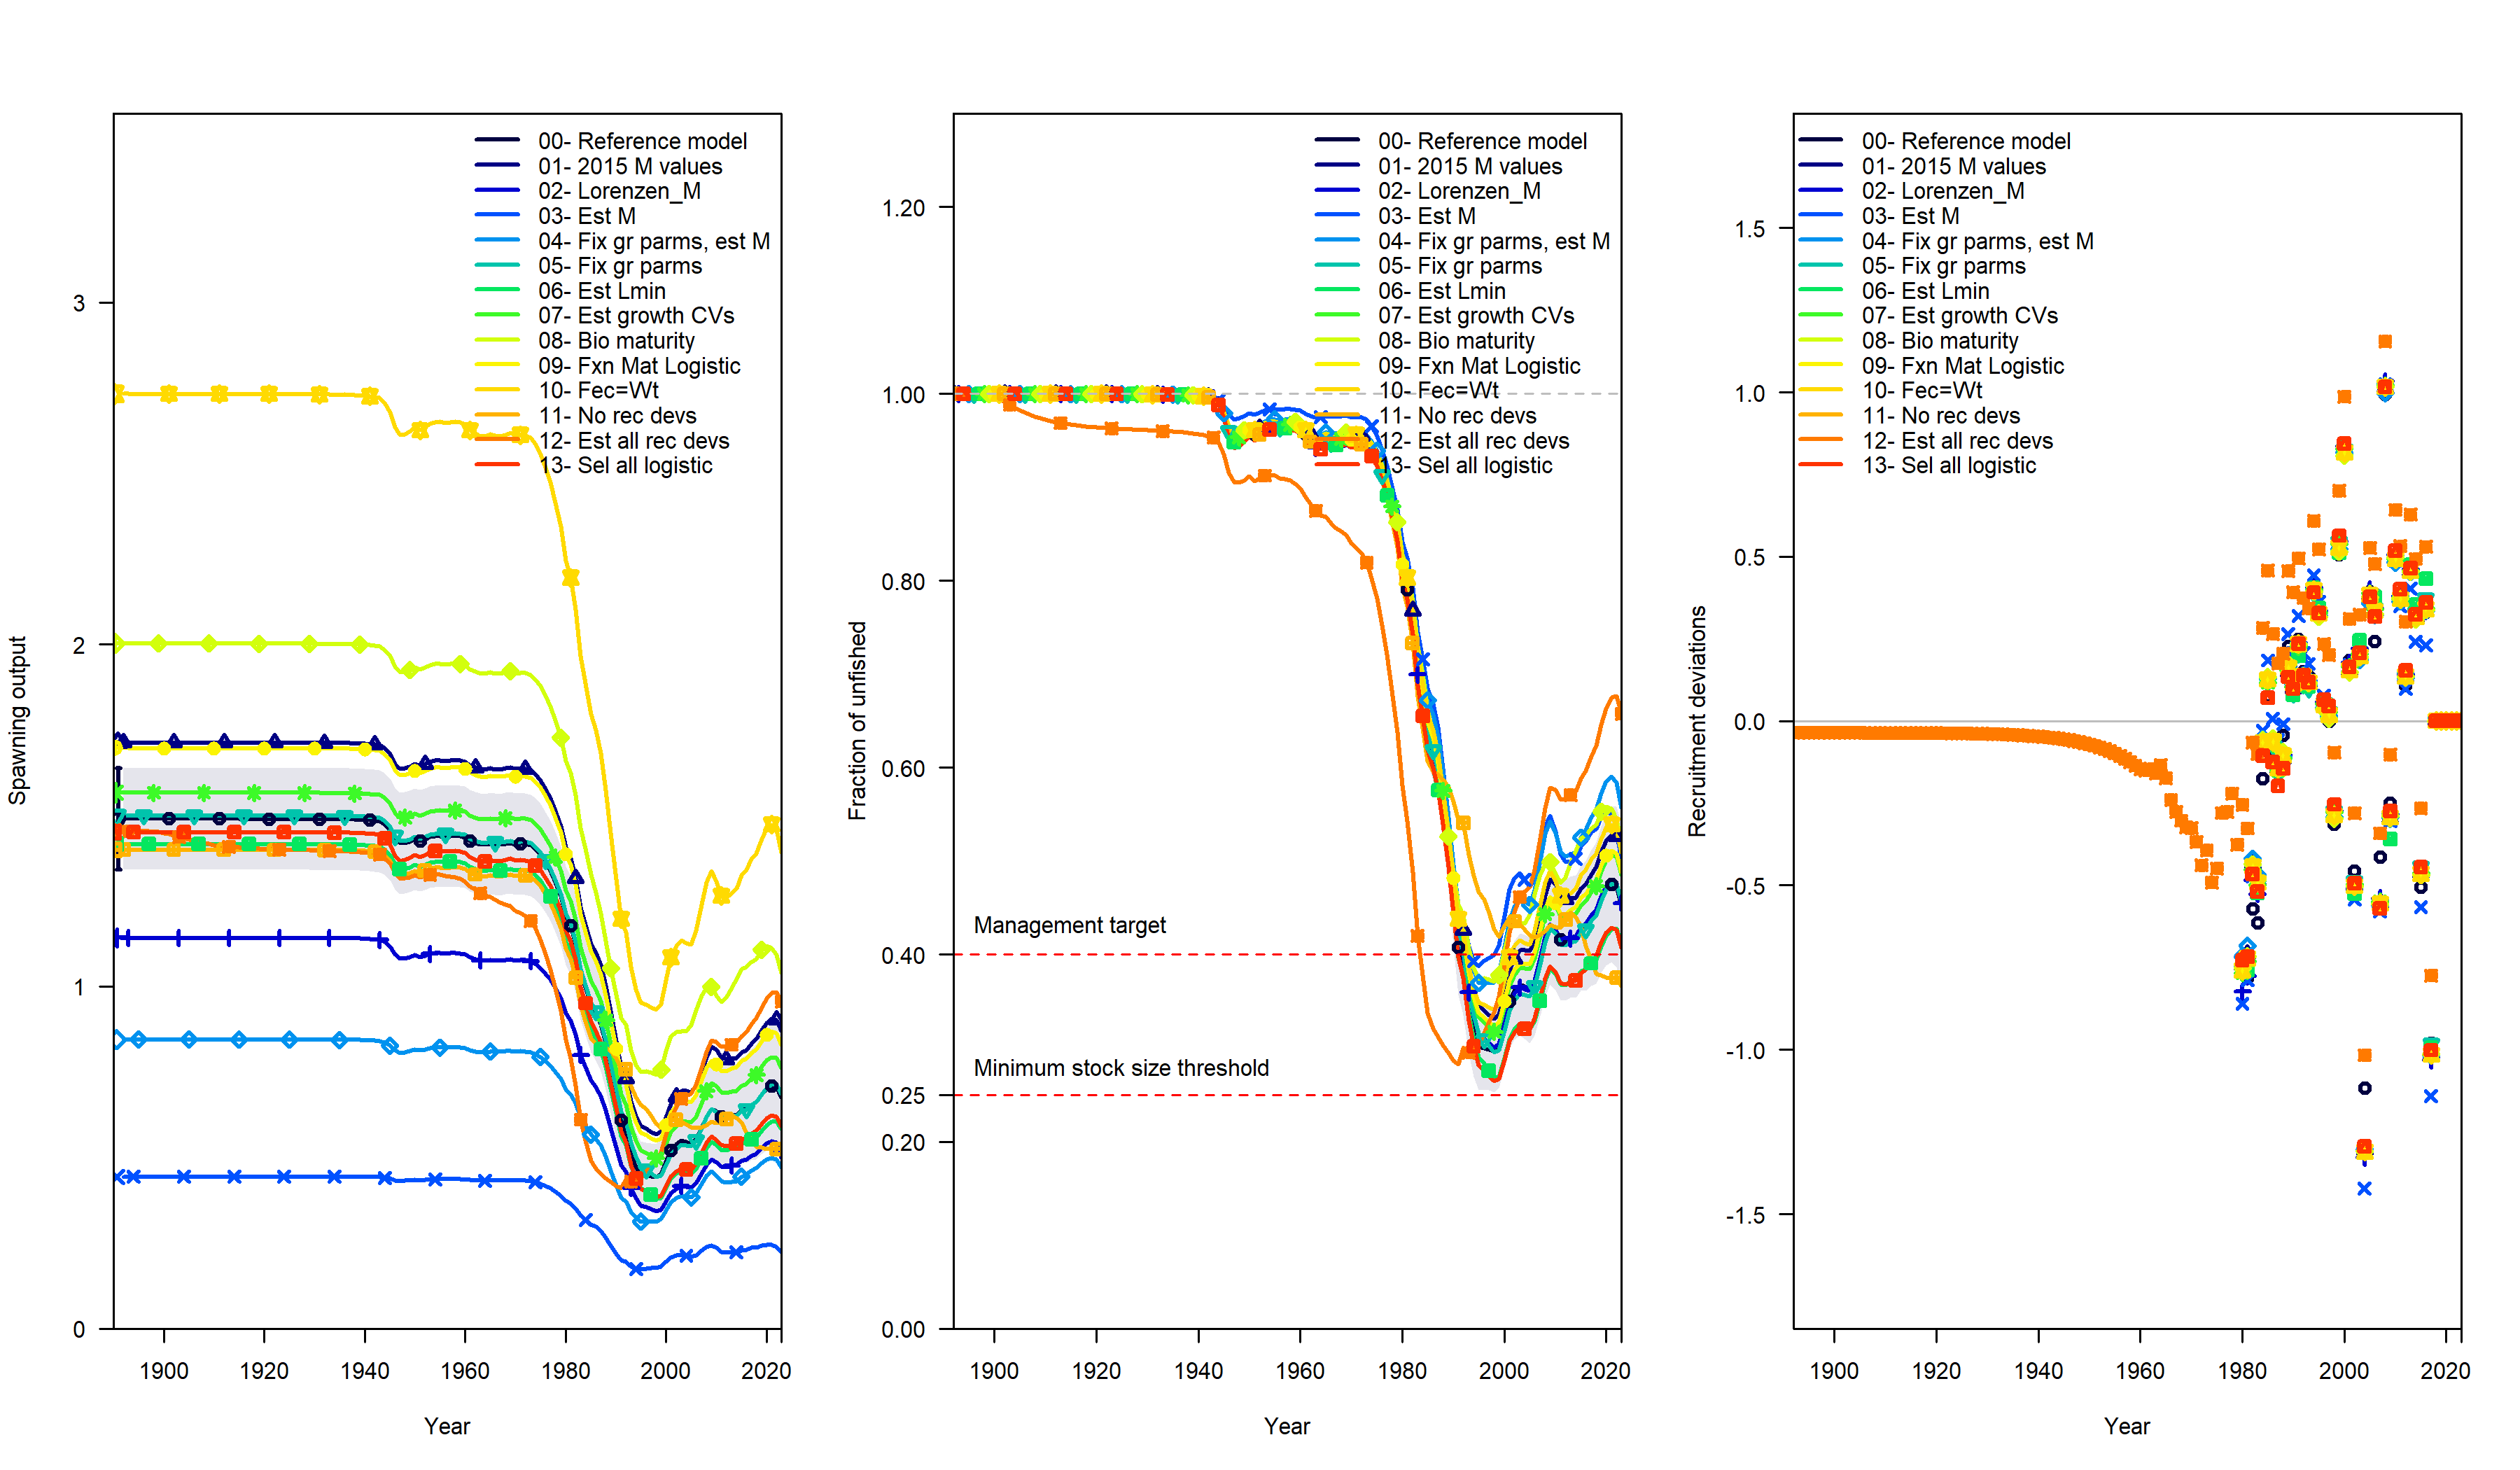 00- Reference model
01- 2015 M values
02- Lorenzen_M
03- Est M
04- Fix gr parms, est M
05- Fix gr parms
06- Est Lmin
07- Est growth CVs
08- Bio maturity
09- Fxn Mat Logistic
10- Fec=Wt
11- No rec devs
12- Est all rec devs
13- Sel all logistic
3
2
1
0
Spawning output
1900 1920 1940 1960 1980 2000 2020
Year
00- Reference model
01- 2015 M values
02- Lorenzen_M
03- Est M
04- Fix gr parms, est M
05- Fix gr parms
06- Est Lmin
07- Est growth CVs
08- Bio maturity
09- Fxn Mat Logistic
10- Fec=Wt
11- No rec devs
12- Est all rec devs
13- Sel all logistic
1.20
1.00
0.80
0.60
0.40
0.25
0.20
0.00
Fraction of unfished
Management target
Minimum stock size threshold
1900 1920 1940 1960 1980 2000 2020
Year
00- Reference model
01- 2015 M values
02- Lorenzen_M
03- Est M
04- Fix gr parms, est M
05- Fix gr parms
06- Est Lmin
07- Est growth CVs
08- Bio maturity
09- Fxn Mat Logistic
10- Fec=Wt
11- No rec devs
12- Est all rec devs
13- Sel all logistic
1.5
1.0
0.5
0.0
-0.5
-1.0
-1.5
Recruitment deviations
1900 1920 1940 1960 1980 2000 2020
Year